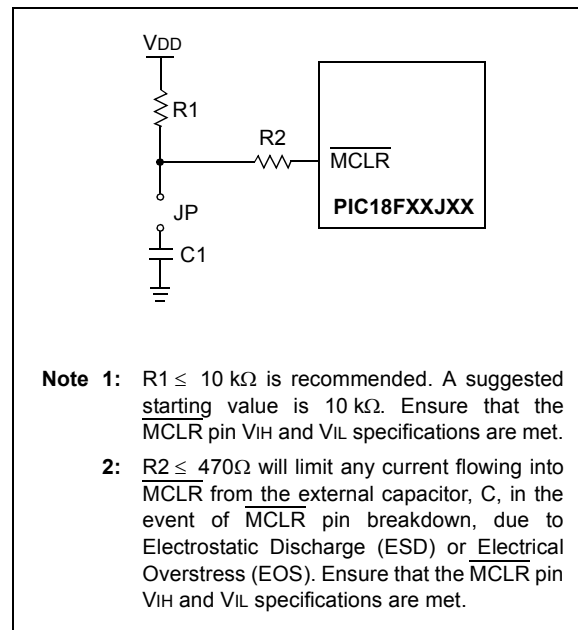 VDD
R1
R2
MCLR
PIC18FXXJXX
JP
C1
Note 1: R1 ≤ 10 kΩ is recommended. A suggested
starting value is 10 kΩ. Ensure that the
MCLR pin VIH and VIL specifications are met.
2: R2 ≤ 470Ω will limit any current flowing into
MCLR from the external capacitor, C, in the
event of MCLR pin breakdown, due to
Electrostatic Discharge (ESD) or Electrical
Overstress (EOS). Ensure that the MCLR pin
VIH and VIL specifications are met.